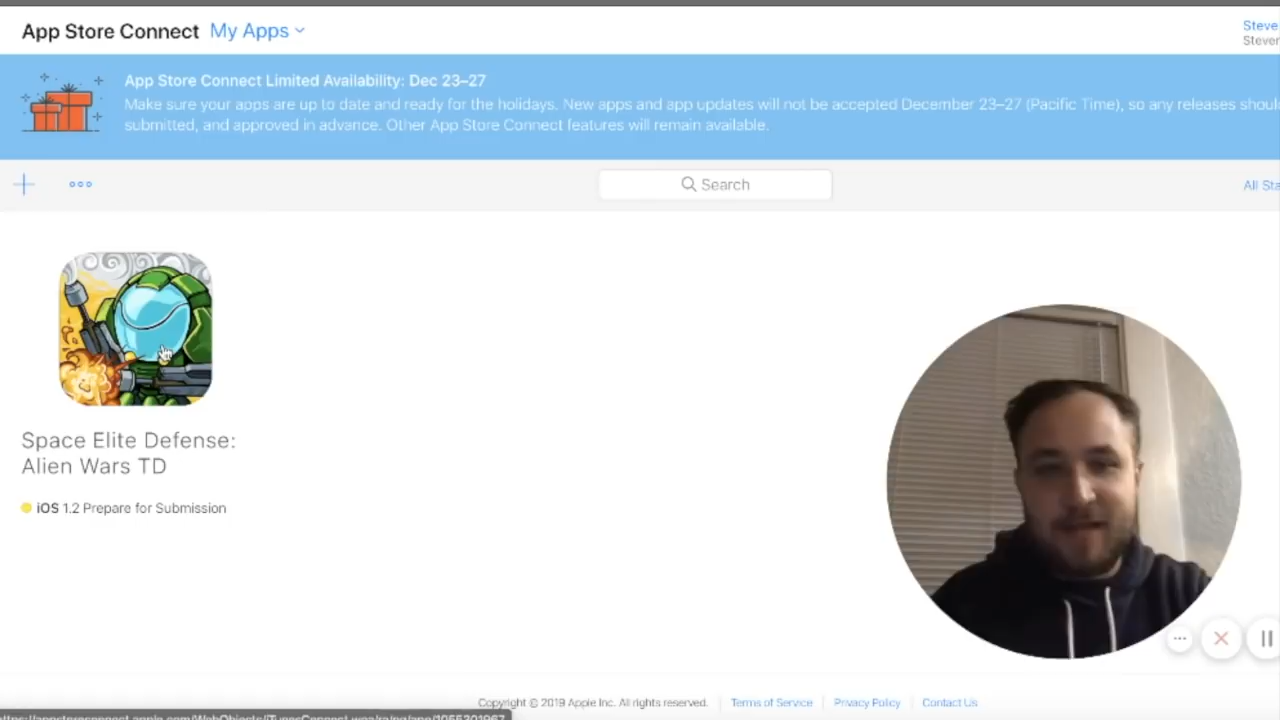 App Store Connect My Apps
Steve
Steven
App Store Connect Limited Availability: Dec 23–27
Make sure your apps are up to date and ready for the holidays. New apps and app updates will not be accepted December 23–27 (Pacific Time), so any releases shoul
submitted, and approved in advance. Other App Store Connect features will remain available.
Search
All Sta
Space Elite Defense:
Alien Wars TD
iOS 1.2 Prepare for Submission
Copyright © 2019 Apple Inc. All rights reserved. Terms of Service Privacy Policy Contact Us